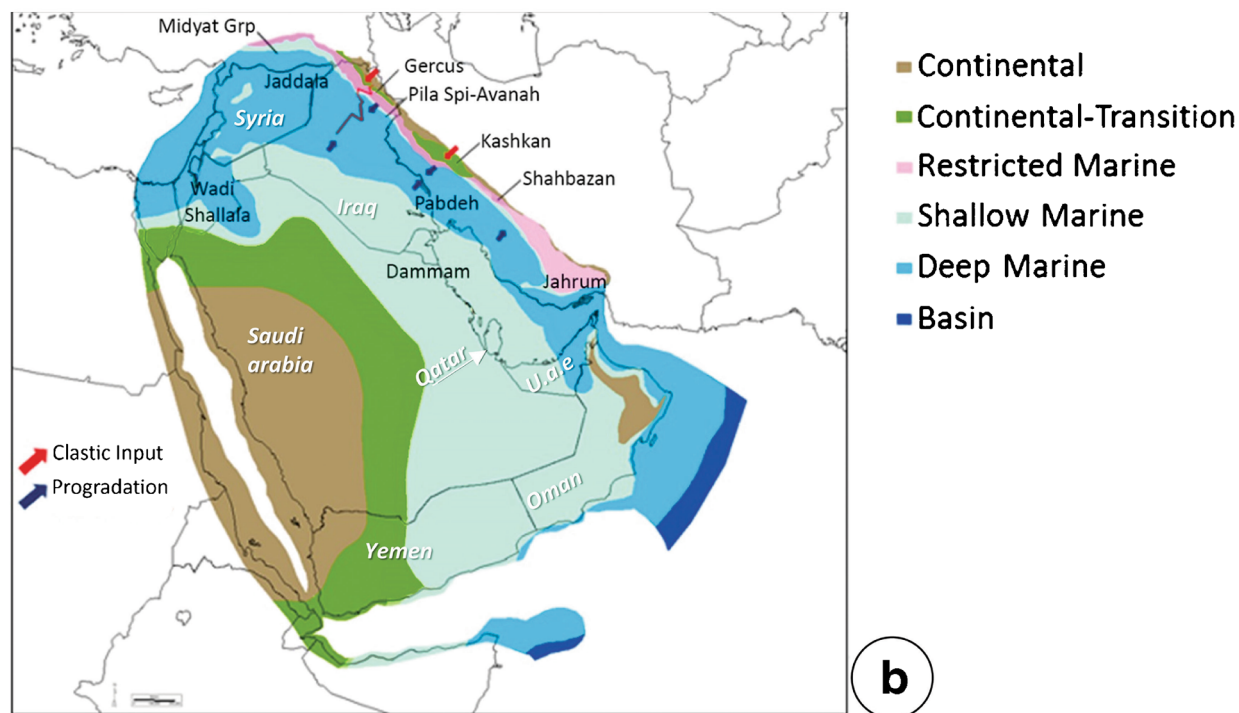 Midyat Grp
Gercus
Jaddala
Pila Spi-Avanah
Syria
Kashkan
Shahbazan
Wadi
Shallala
Iraq
Pabdeh
Dammam
Jahrum
Saudi
arabia
Qatar
U.a.e
Oman
Yemen
Clastic Input
Progradation
Continental
Continental-Transition
Restricted Marine
Shallow Marine
Deep Marine
Basin
b